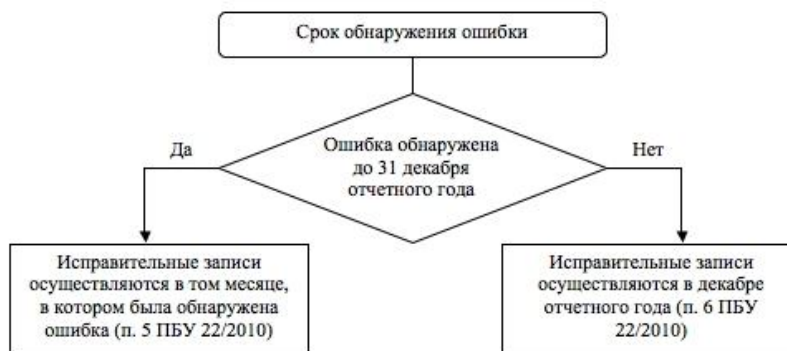 Срок обнаружения ошибки
Ошибка обнаружена
до 31 декабря
отчетного года
Да
Нет
Исправительные записи
осуществляются в том месяце,
в котором была обнаружена
ошибка (п. 5 ПБУ 22/2010)
Исправительные записи
осуществляются в декабре
отчетного года (п. 6 ПБУ
22/2010)